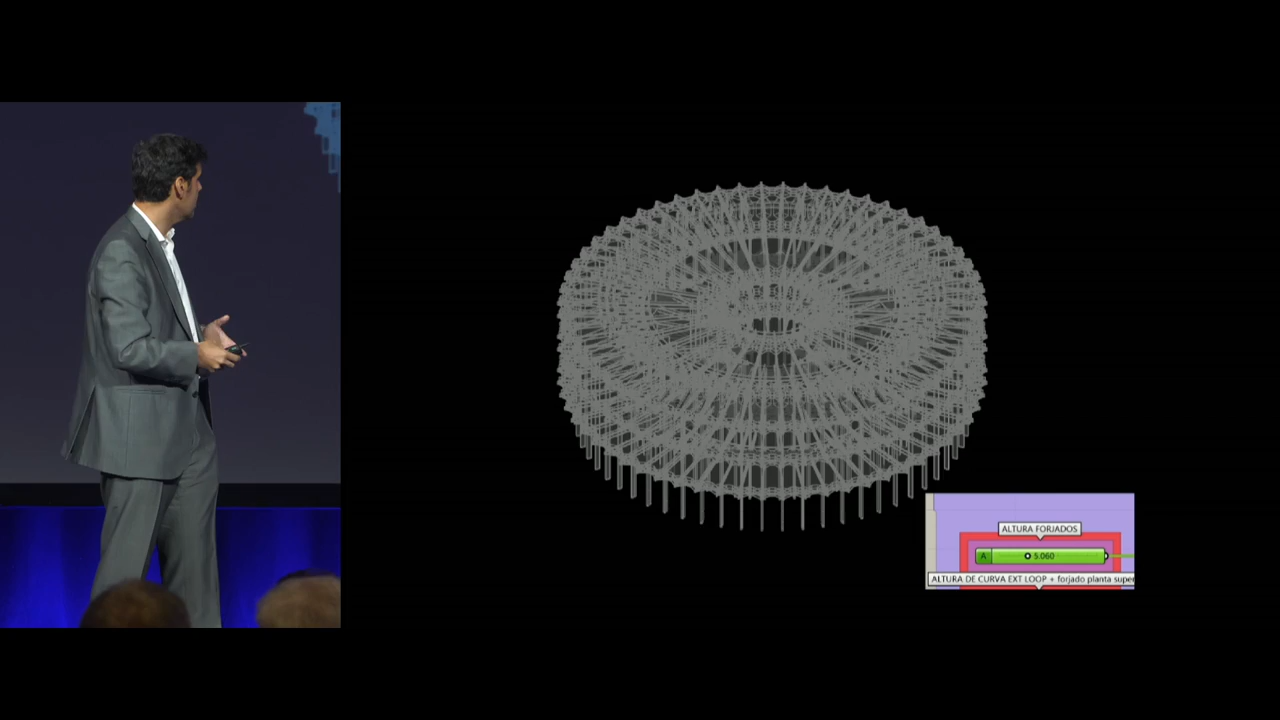 ALTURA FORJADOS
A 5.060
ALTURA DE CURVA EXT LOOP + forjado planta super